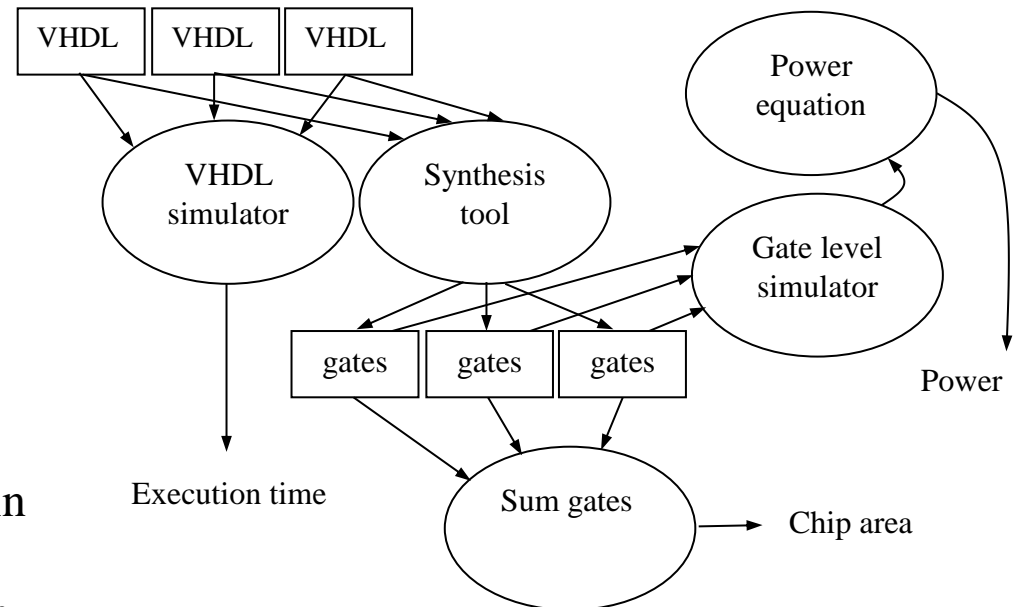 VHDL VHDL VHDL
Power
equation
VHDL
simulator
Synthesis
tool
Gate level
simulator
gates gates gates
Power
Execution time
Sum gates
Chip area